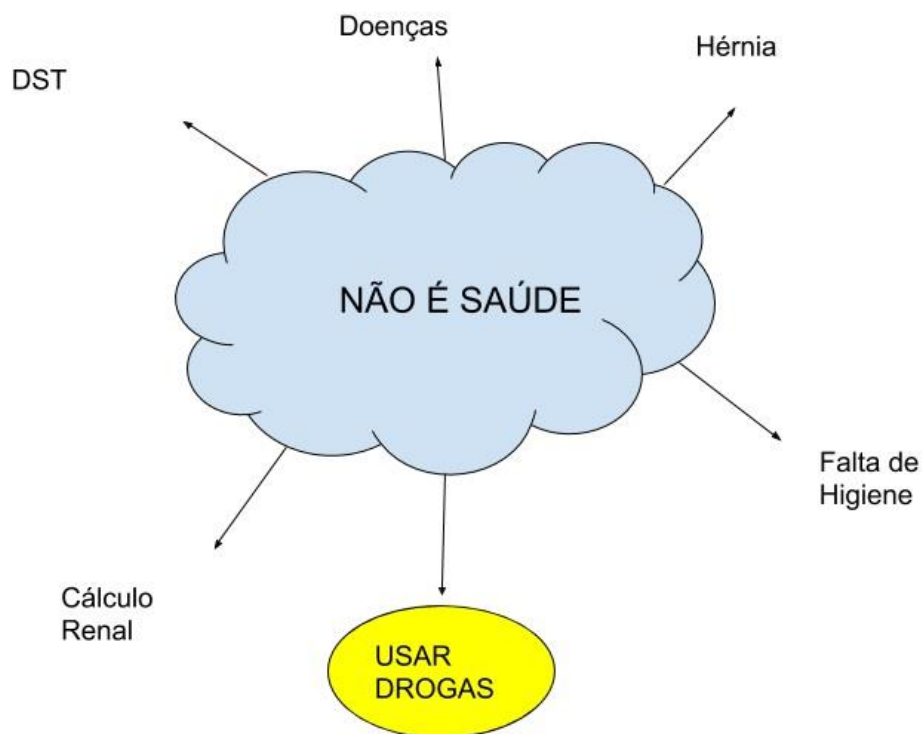 Doenças
Hérnia
DST
NÃO É SAÚDE
Falta de
Higiene
Cálculo
Renal
USAR
DROGAS